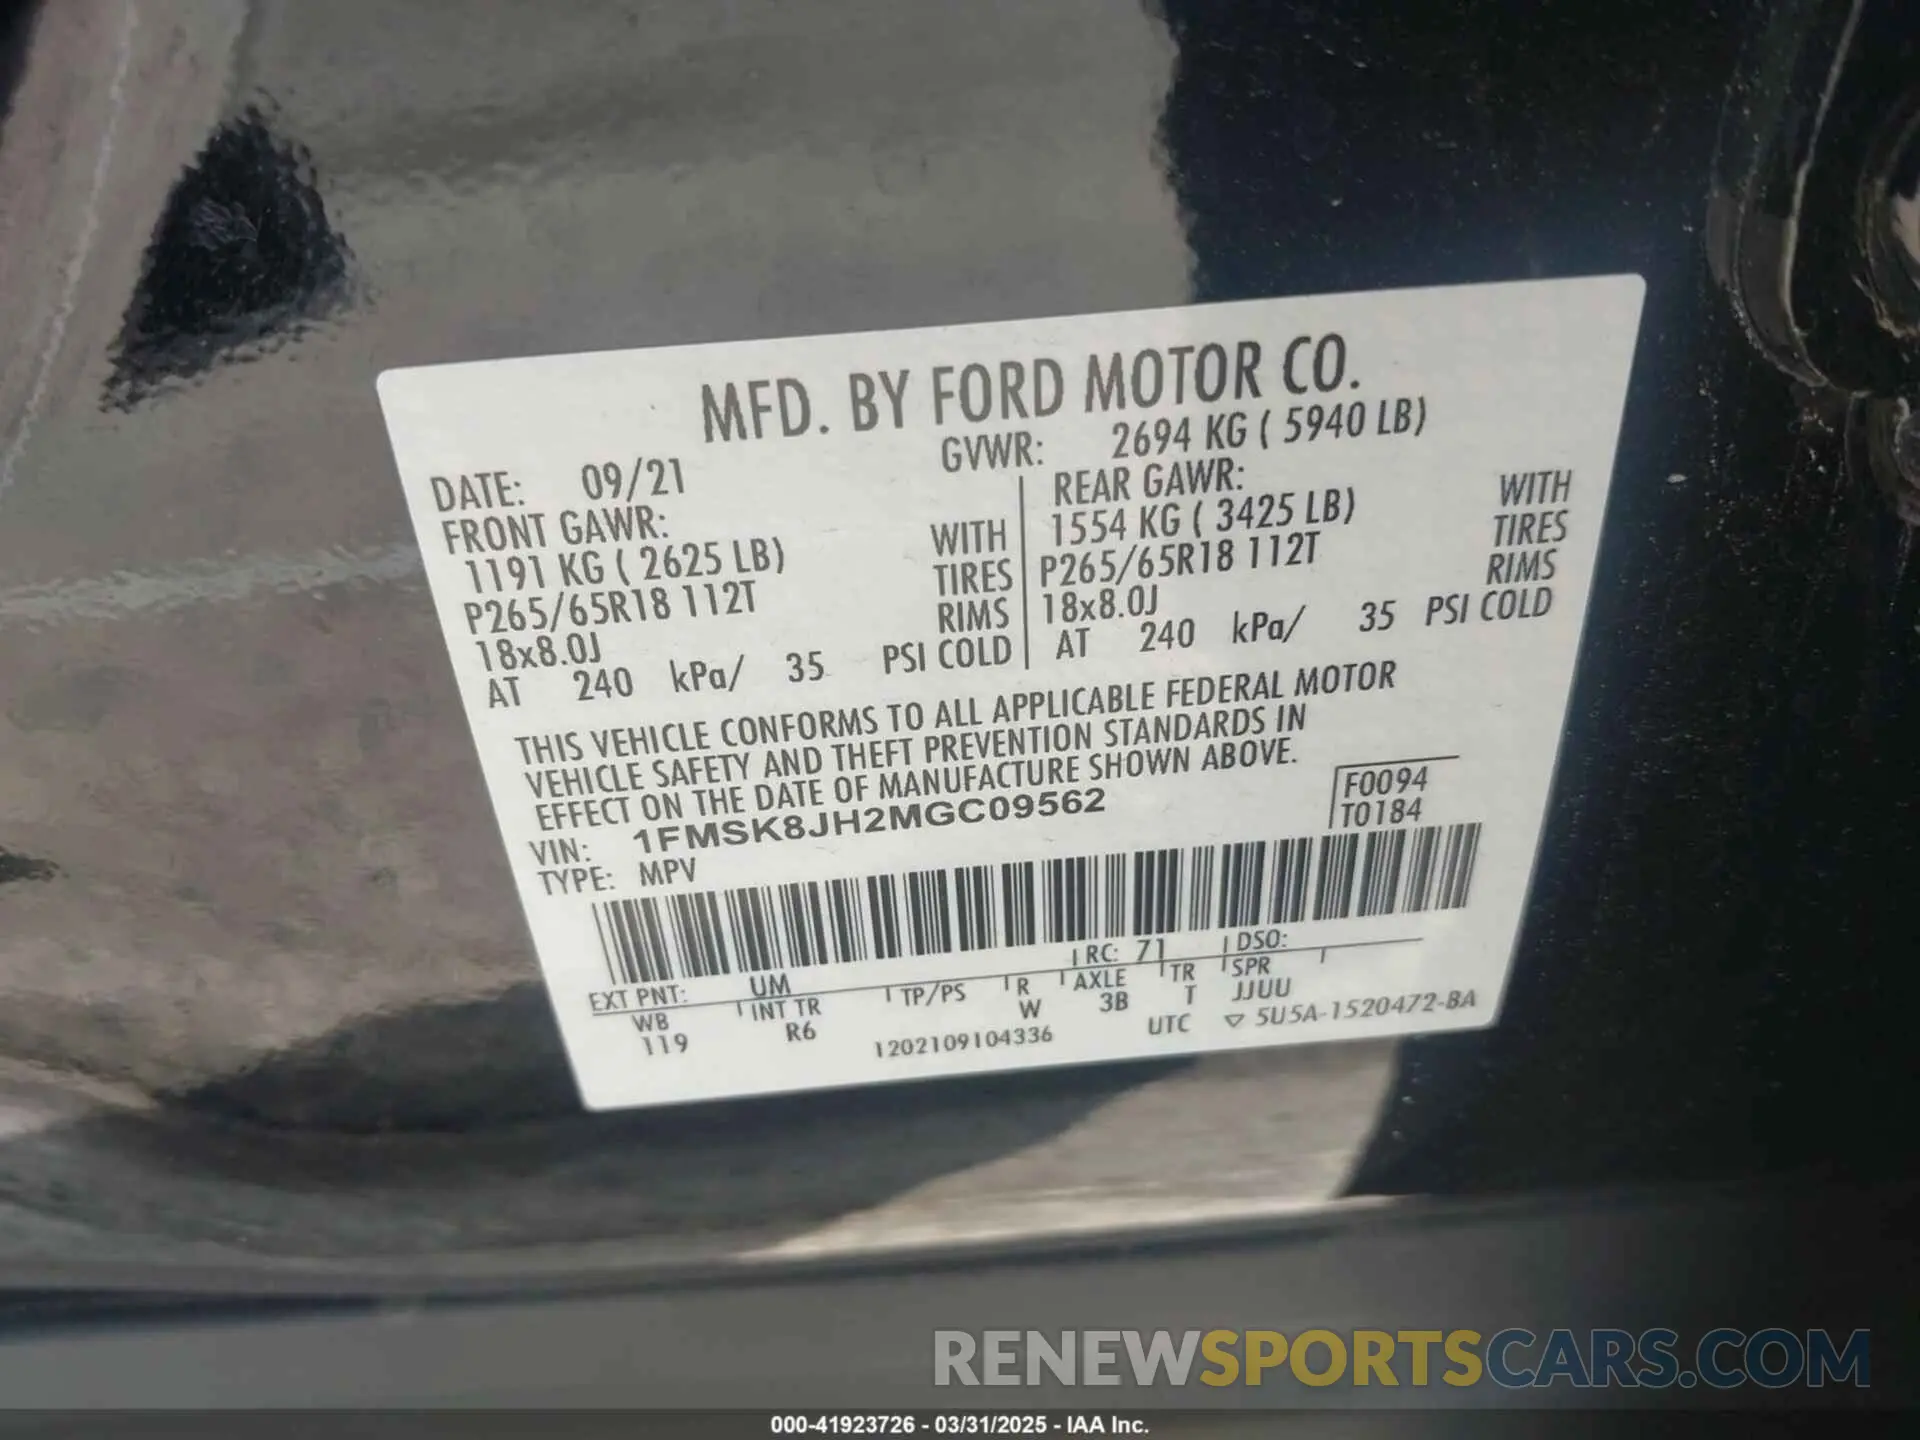 MFD. BY FORD MOTOR CO.
DATE: 09/21 GVWR: 2694 KG ( 5940 LB)
FRONT GAWR: REAR GAWR:
1191 KG ( 2625 LB) WITH 1554 KG ( 3425 LB) WITH
P265/65R18 112T TIRES P265/65R18 112T TIRES
18x8.0J RIMS 18x8.0J RIMS
AT 240 kPa/ 35 PSI COLD AT 240 kPa/ 35 PSI COLD
THIS VEHICLE CONFORMS TO ALL APPLICABLE FEDERAL MOTOR
VEHICLE SAFETY AND THEFT PREVENTION STANDARDS IN
EFFECT ON THE DATE OF MANUFACTURE SHOWN ABOVE.
VIN: 1FMSK8JH2MGC09562 F0094
TYPE: MPV T0184
EXT PNT: UM RC: 71 DSO:
WB INT TR TP/PS R AXLE TR SPR
119 R6 W 3B T JJUU
1202109104336 UTC ▽ 5U5A-1520472-BA
RENEWSPORTSCARS.COM
000-41923726 - 03/31/2025 - IAA Inc.